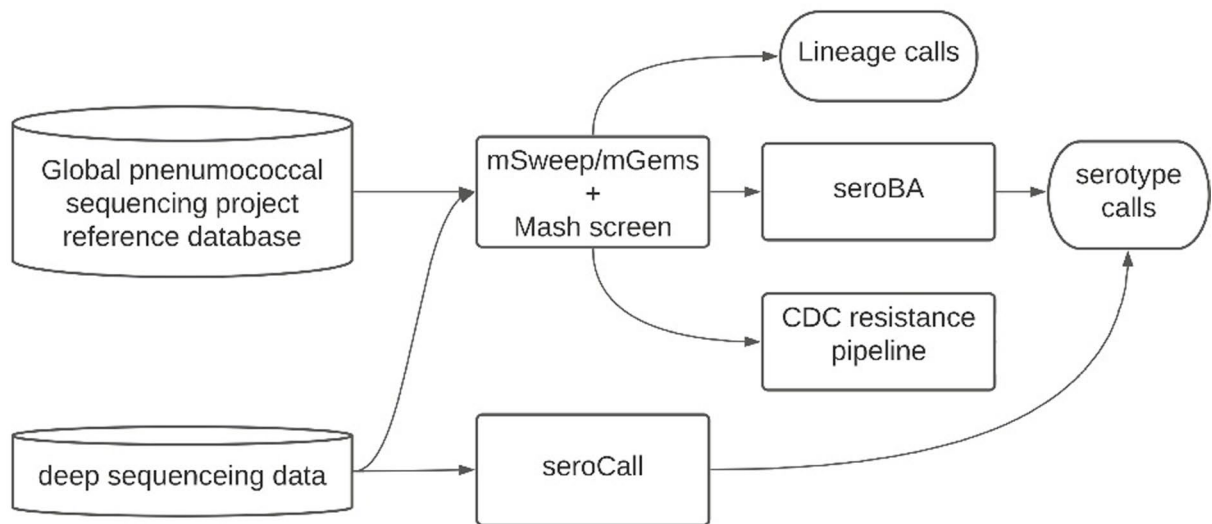 Lineage calls
Global pnenumococcal
sequencing project
reference database
mSweep/mGems
+
Mash screen
seroBA
serotype
calls
CDC resistance
pipeline
deep sequenceing data
seroCall